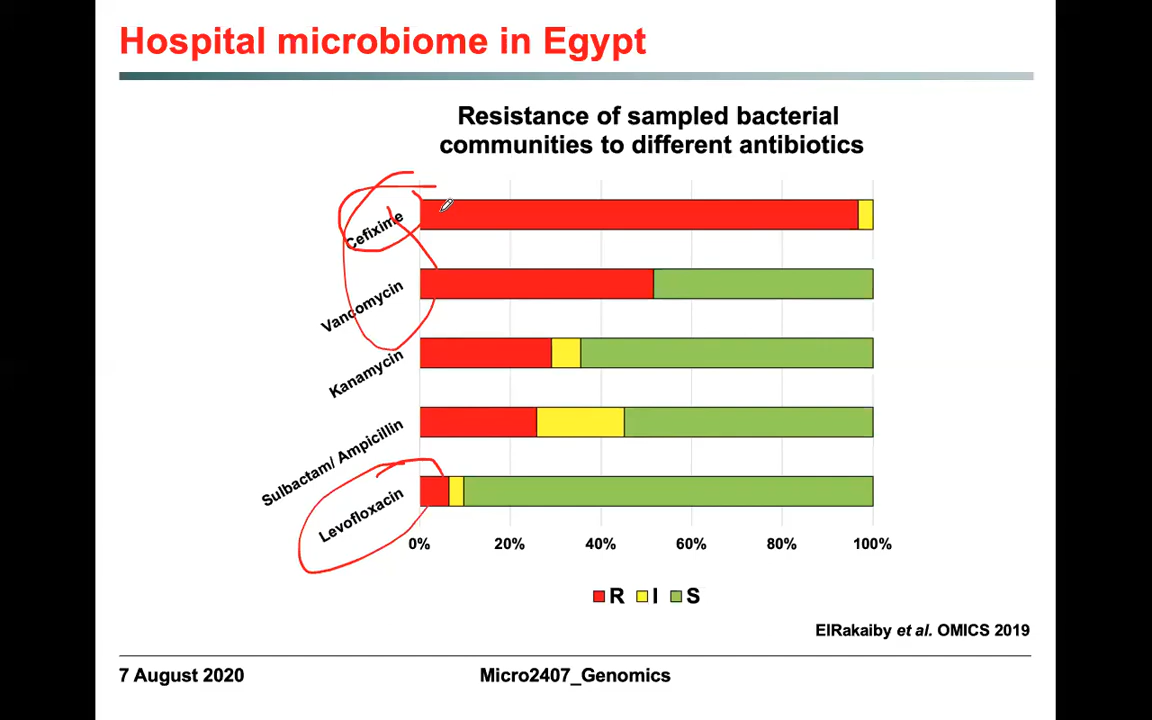 Hospital microbiome in Egypt
Resistance of sampled bacterial
communities to different antibiotics
Cefixime
Vancomycin
Kanamycin
Sulbactam/ Ampicillin
Levofloxacin
0% 20% 40% 60% 80% 100%
R I S
ElRakaiby et al. OMICS 2019
7 August 2020 Micro2407_Genomics